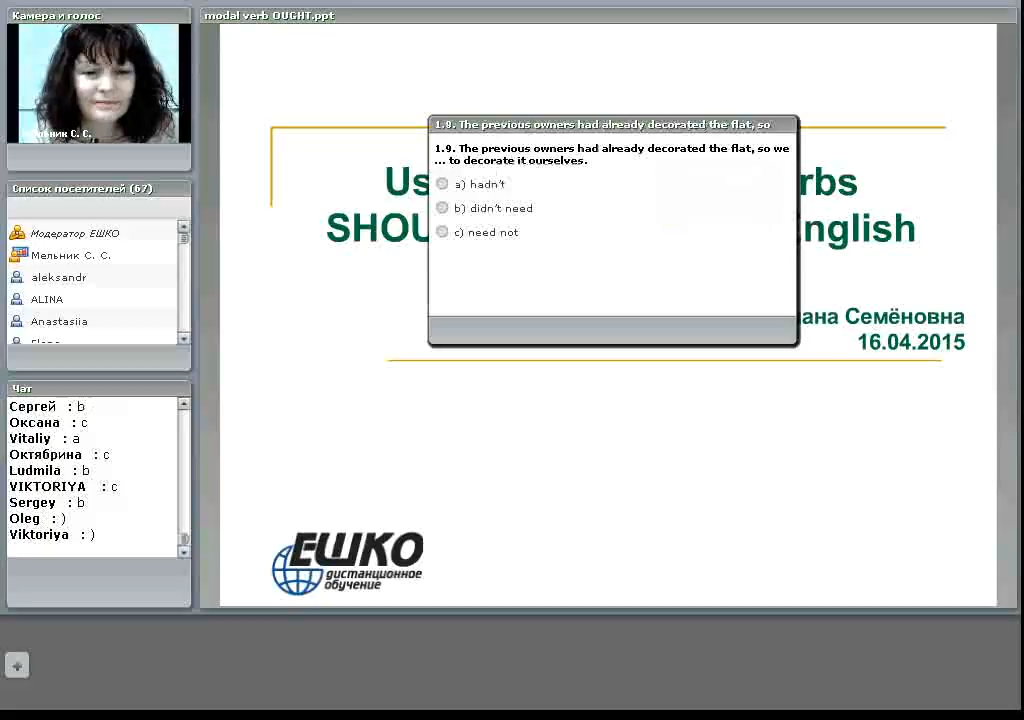 Камера и голос
Мельник С. С.
Список посетителей (67)
Модератор ЕШКО
Мельник С. С.
aleksandr
ALINA
Anastasiia
Чат
Сергей : b
Оксана : c
Vitaliy : a
Октябрина : c
Ludmila : b
VIKTORIYA : c
Sergey : b
Oleg : )
Viktoriya : )
modal verb OUGHT.ppt
1.9. The previous owners had already decorated the flat, so
1.9. The previous owners had already decorated the flat, so we
... to decorate it ourselves.
a) hadn't
b) didn't need
c) need not
Us rbs
SHOU nglish
ана Семёновна
16.04.2015
ЕШКО
дистанционное
обучение